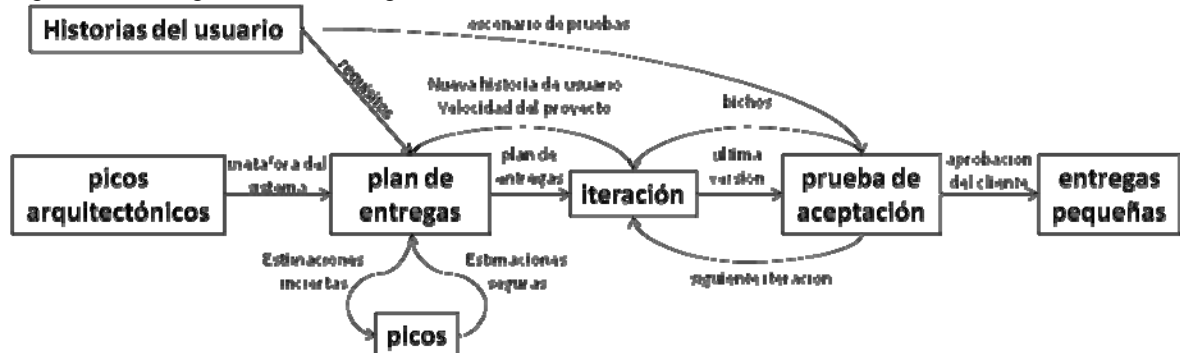 Historias del usuario
escenario de pruebas
requisitos
Nueva historia de usuario
Velocidad del proyecto
bichos
picos
arquitectónicos
metafora del
sistema
plan de
entregas
plan de
entregas
iteración
ultima
version
prueba de
aceptación
aprobacion
del cliente
entregas
pequeñas
Estimaciones
inciertas
Estimaciones
seguras
siguiente iteracion
picos